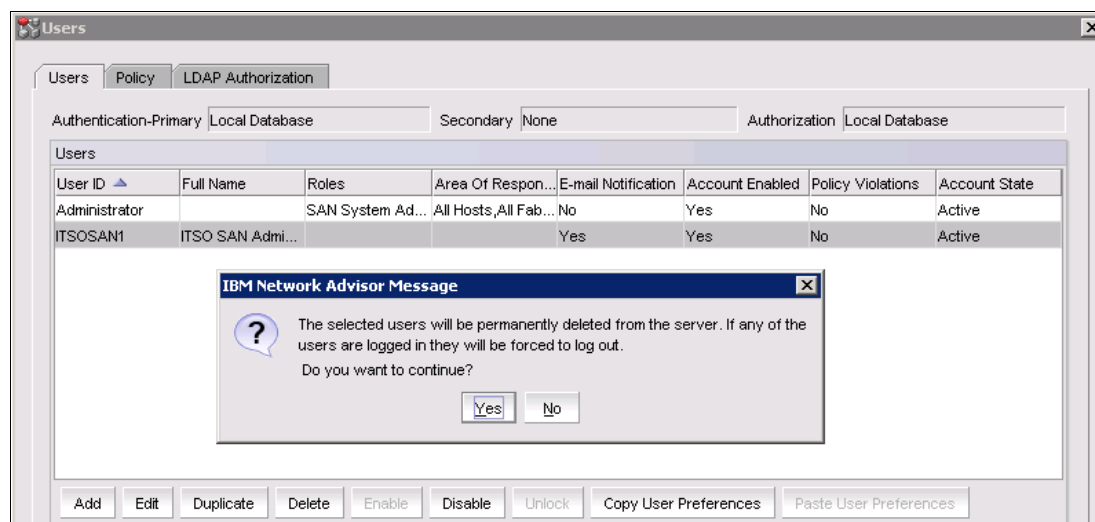 Users
Users Policy LDAP Authorization
Authentication-Primary Local Database Secondary None Authorization Local Database
Users
User ID Full Name Roles Area Of Respon... E-mail Notification Account Enabled Policy Violations Account State
Administrator SAN System Ad... All Hosts,All Fab... No Yes No Active
ITSOSAN1 ITSO SAN Admi... Yes Yes No Active
IBM Network Advisor Message
The selected users will be permanently deleted from the server. If any of the
users are logged in they will be forced to log out.
Do you want to continue?
Yes No
Add Edit Duplicate Delete Enable Disable Unlock Copy User Preferences Paste User Preferences